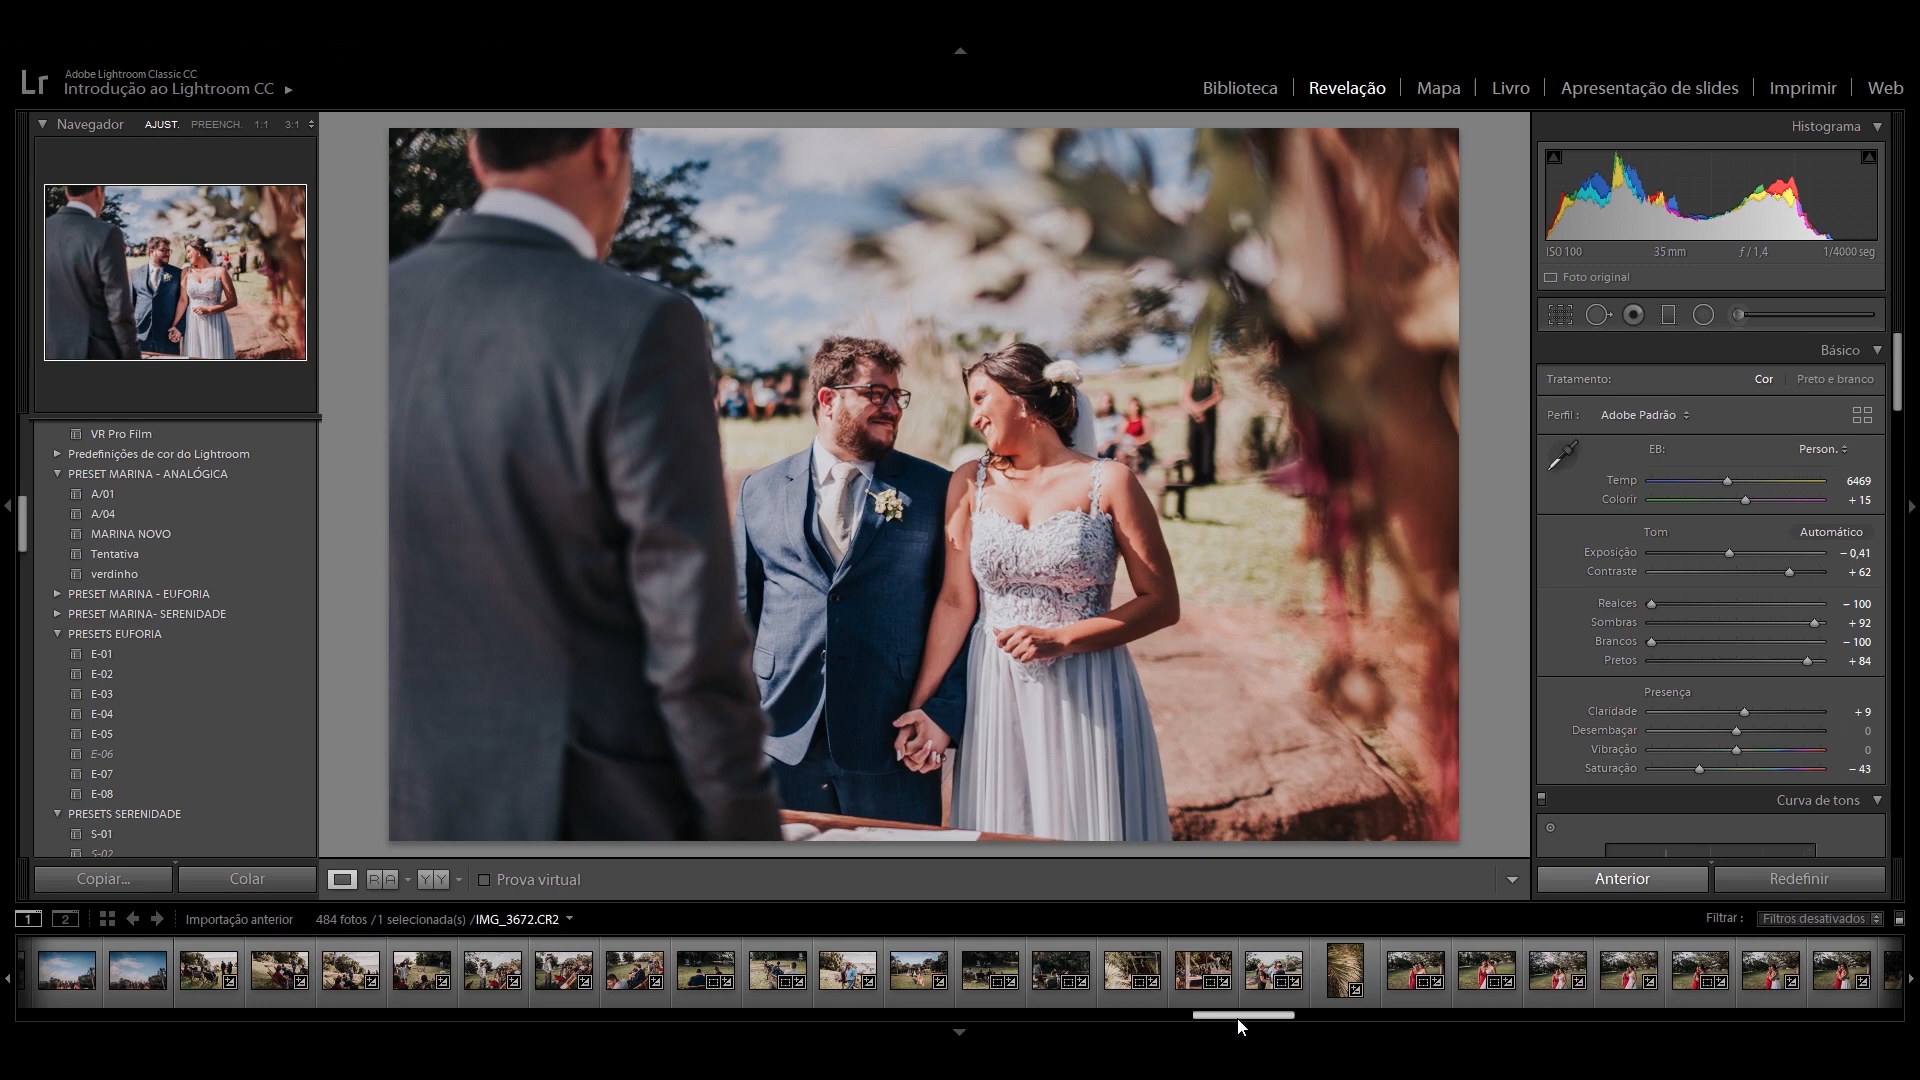 Lr
Adobe Lightroom Classic CC
Introdução ao Lightroom CC
Biblioteca | Revelação | Mapa | Livro | Apresentação de slides | Imprimir | Web
Navegador AJUST. PREENCH. 1:1 3:1
VR Pro Film
Predefinições de cor do Lightroom
PRESET MARINA - ANALÓGICA
A/01
A/04
MARINA NOVO
Tentativa
verdinho
PRESET MARINA - EUFORIA
PRESET MARINA- SERENIDADE
PRESETS EUFORIA
E-01
E-02
E-03
E-04
E-05
E-06
E-07
E-08
PRESETS SERENIDADE
S-01
S-02
Copiar... Colar
R A Y Y Prova virtual
Histograma
ISO 100 35 mm ƒ / 1,4 1/4000 seg
Foto original
Básico
Tratamento: Cor Preto e branco
Perfil : Adobe Padrão
EB: Person.
Temp 6469
Colorir + 15
Tom Automático
Exposição − 0,41
Contraste + 62
Realces − 100
Sombras + 92
Brancos − 100
Pretos + 84
Presença
Claridade + 9
Desembaçar 0
Vibração 0
Saturação − 43
Curva de tons
Anterior Redefinir
1 2 Importação anterior 484 fotos /1 selecionada(s) /IMG_3672.CR2 Filtrar : Filtros desativados